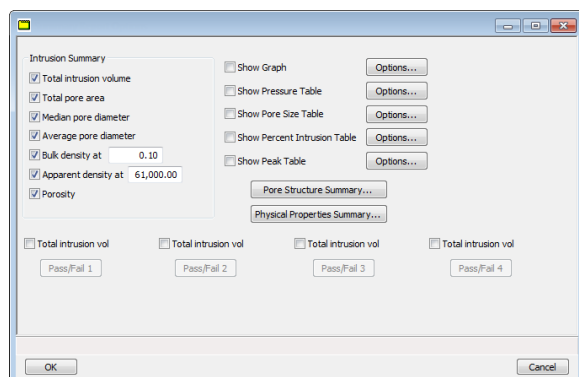 Intrusion Summary
Total intrusion volume
Total pore area
Median pore diameter
Average pore diameter
Bulk density at 0.10
Apparent density at 61,000.00
Porosity
Show Graph Options...
Show Pressure Table Options...
Show Pore Size Table Options...
Show Percent Intrusion Table Options...
Show Peak Table Options...
Pore Structure Summary...
Physical Properties Summary...
Total intrusion vol Total intrusion vol Total intrusion vol Total intrusion vol
Pass/Fail 1 Pass/Fail 2 Pass/Fail 3 Pass/Fail 4
OK Cancel